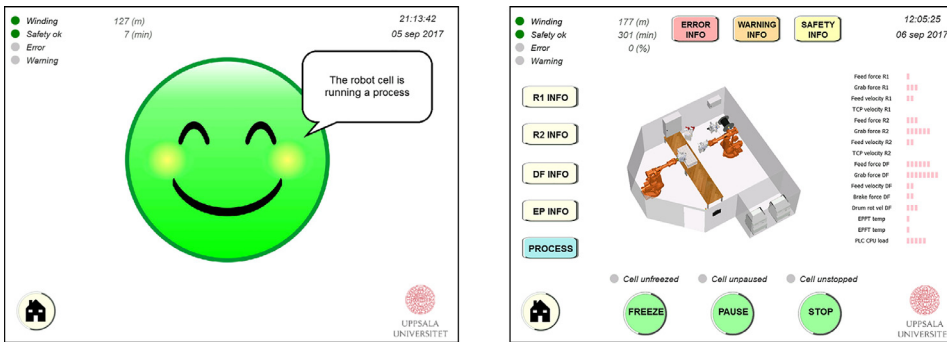 Winding 127 (m)
Safety ok 7 (min)
Error
Warning
21:13:42
05 sep 2017
The robot cell is
running a process
UPPSALA
UNIVERSITET
Winding 177 (m)
Safety ok 301 (min)
Error 0 (%)
Warning
ERROR
INFO
WARNING
INFO
SAFETY
INFO
12:05:25
06 sep 2017
R1 INFO
R2 INFO
DF INFO
EP INFO
PROCESS
Feed force R1
Grab force R1
Feed velocity R1
TCP velocity R1
Feed force R2
Grab force R2
Feed velocity R2
TCP velocity R2
Feed force DF
Grab force DF
Feed velocity DF
Brake force DF
Drum rot vel DF
EFFT temp
EFFT temp
PLC CPU load
Cell unfreezed
Cell unpaused
Cell unstopped
FREEZE
PAUSE
STOP
UPPSALA
UNIVERSITET